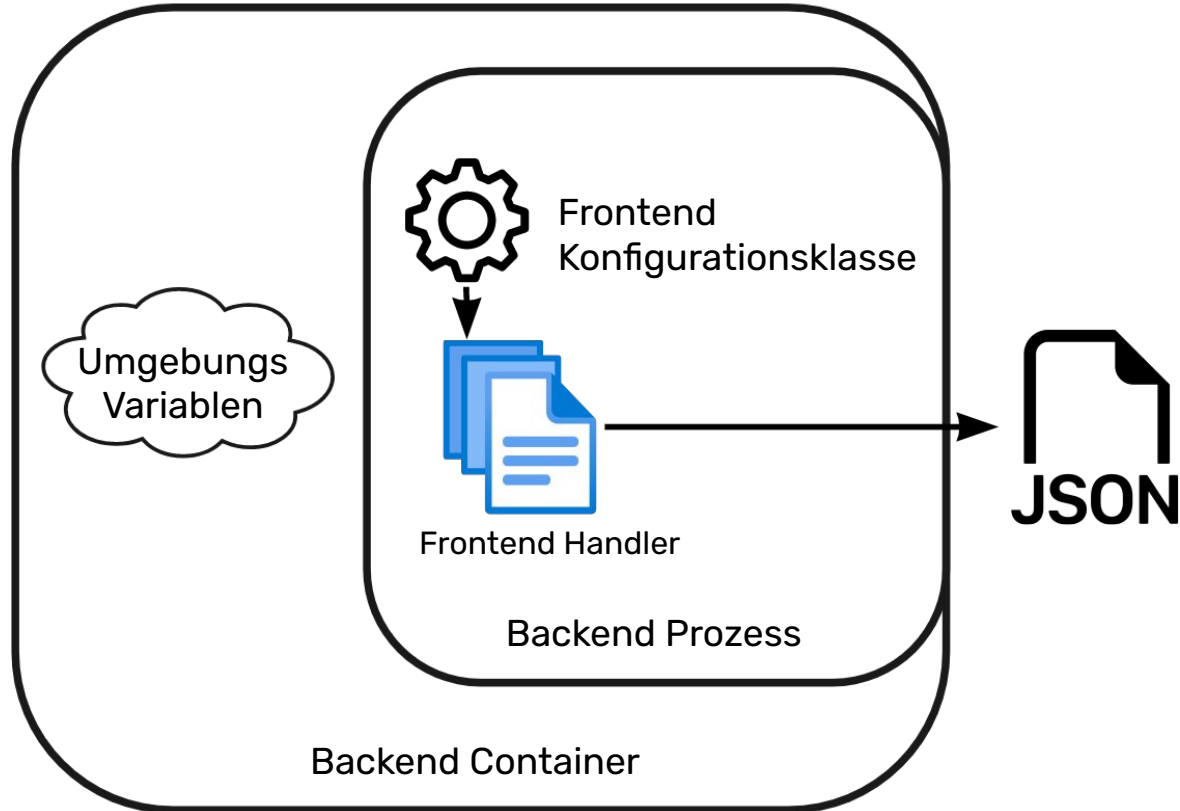 Frontend
Konfigurationsklasse
Umgebungs
Variablen
JSON
Frontend Handler
Backend Prozess
Backend Container